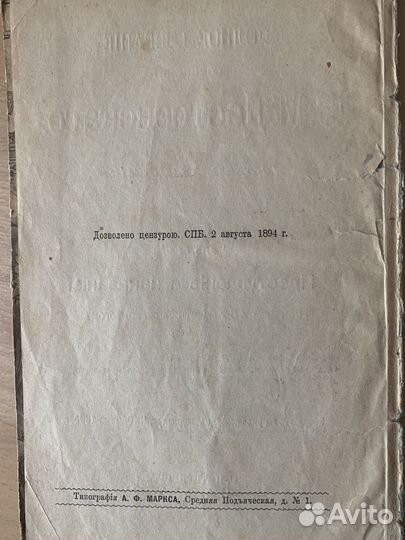 Дозволено цензурою. СПБ. 2 августа 1894 г.
Типографія А. Ф. МАРКСА, Средняя Подъяческая, д. № 1.
Avito